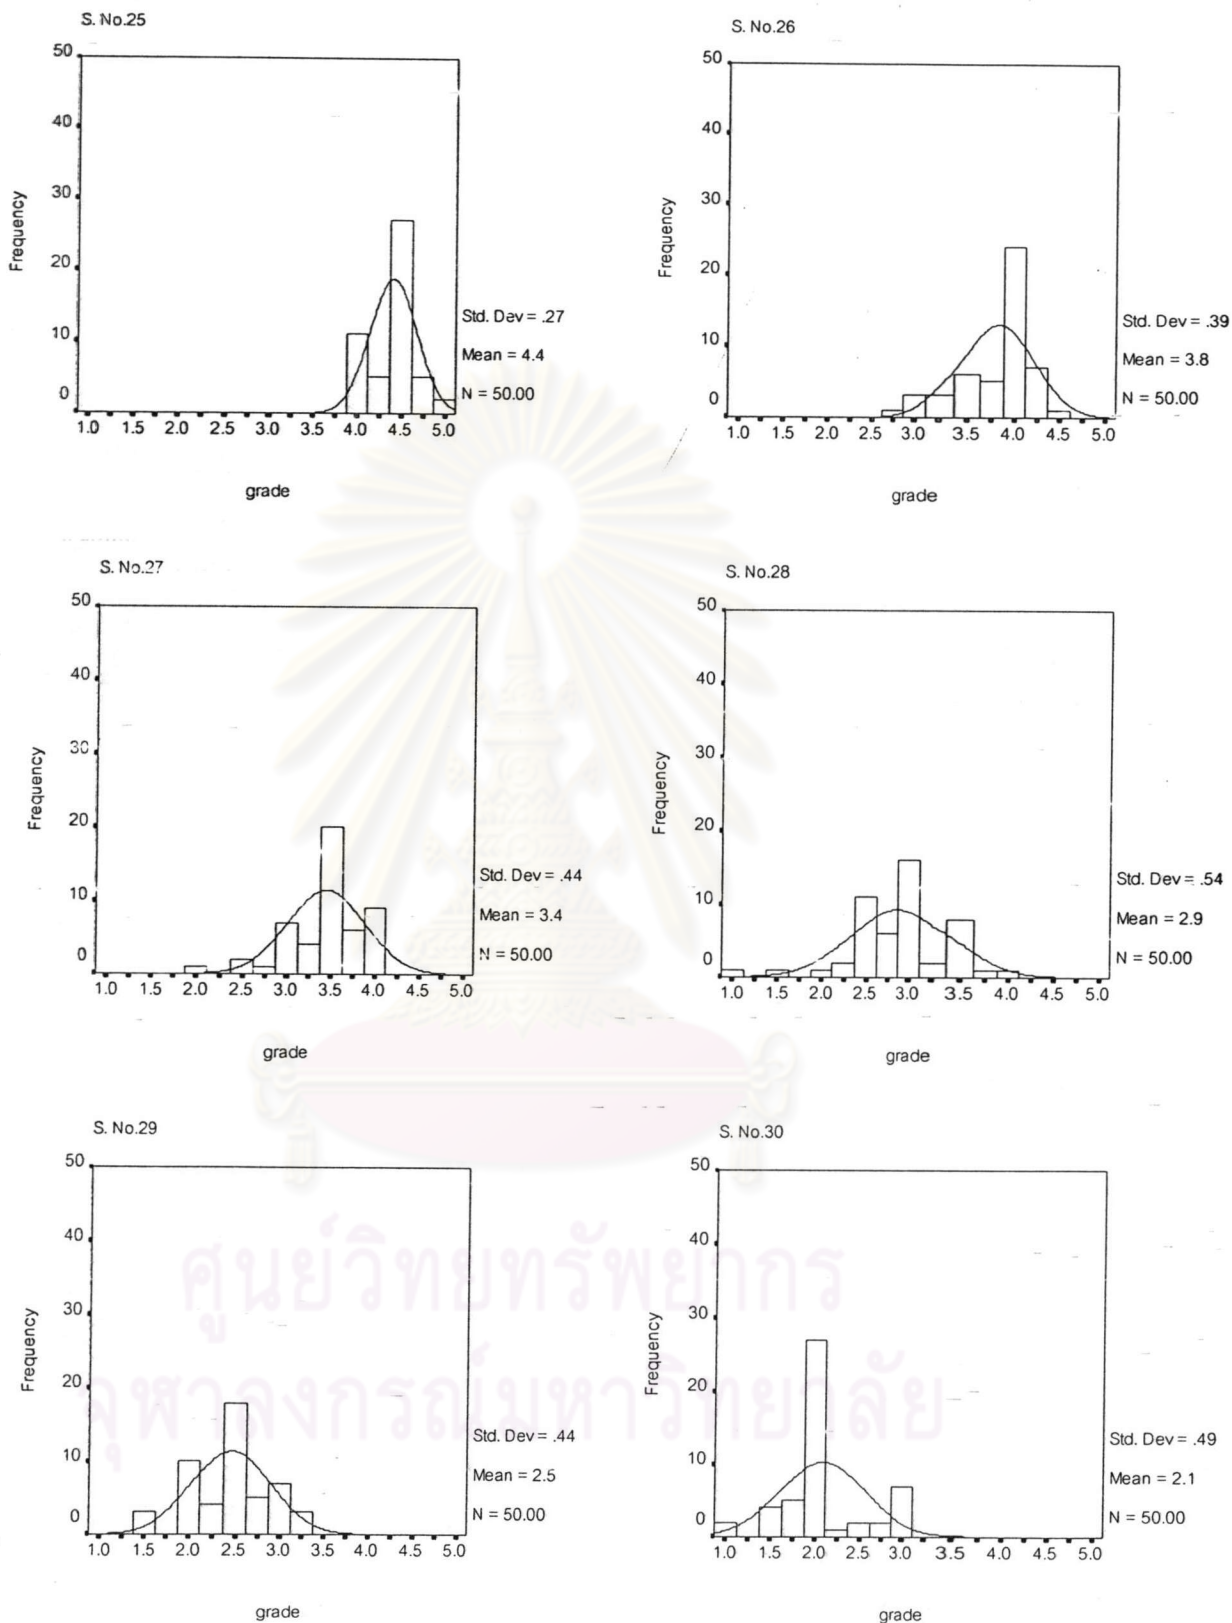 S. No.25
50
40
30
20
10
0
Frequency
1.0 1.5 2.0 2.5 3.0 3.5 4.0 4.5 5.0
grade
Std. Dev = .27
Mean = 4.4
N = 50.00
S. No.26
50
40
30
20
10
0
Frequency
1.0 1.5 2.0 2.5 3.0 3.5 4.0 4.5 5.0
grade
Std. Dev = .39
Mean = 3.8
N = 50.00
S. No.27
50
40
30
20
10
0
Frequency
1.0 1.5 2.0 2.5 3.0 3.5 4.0 4.5 5.0
grade
Std. Dev = .44
Mean = 3.4
N = 50.00
S. No.28
50
40
30
20
10
0
Frequency
1.0 1.5 2.0 2.5 3.0 3.5 4.0 4.5 5.0
grade
Std. Dev = .54
Mean = 2.9
N = 50.00
S. No.29
50
40
30
20
10
0
Frequency
1.0 1.5 2.0 2.5 3.0 3.5 4.0 4.5 5.0
grade
Std. Dev = .44
Mean = 2.5
N = 50.00
S. No.30
50
40
30
20
10
0
Frequency
1.0 1.5 2.0 2.5 3.0 3.5 4.0 4.5 5.0
grade
Std. Dev = .49
Mean = 2.1
N = 50.00
ศูนย์วิทยทรัพยากร
จุฬาลงกรณ์มหาวิทยาลัย